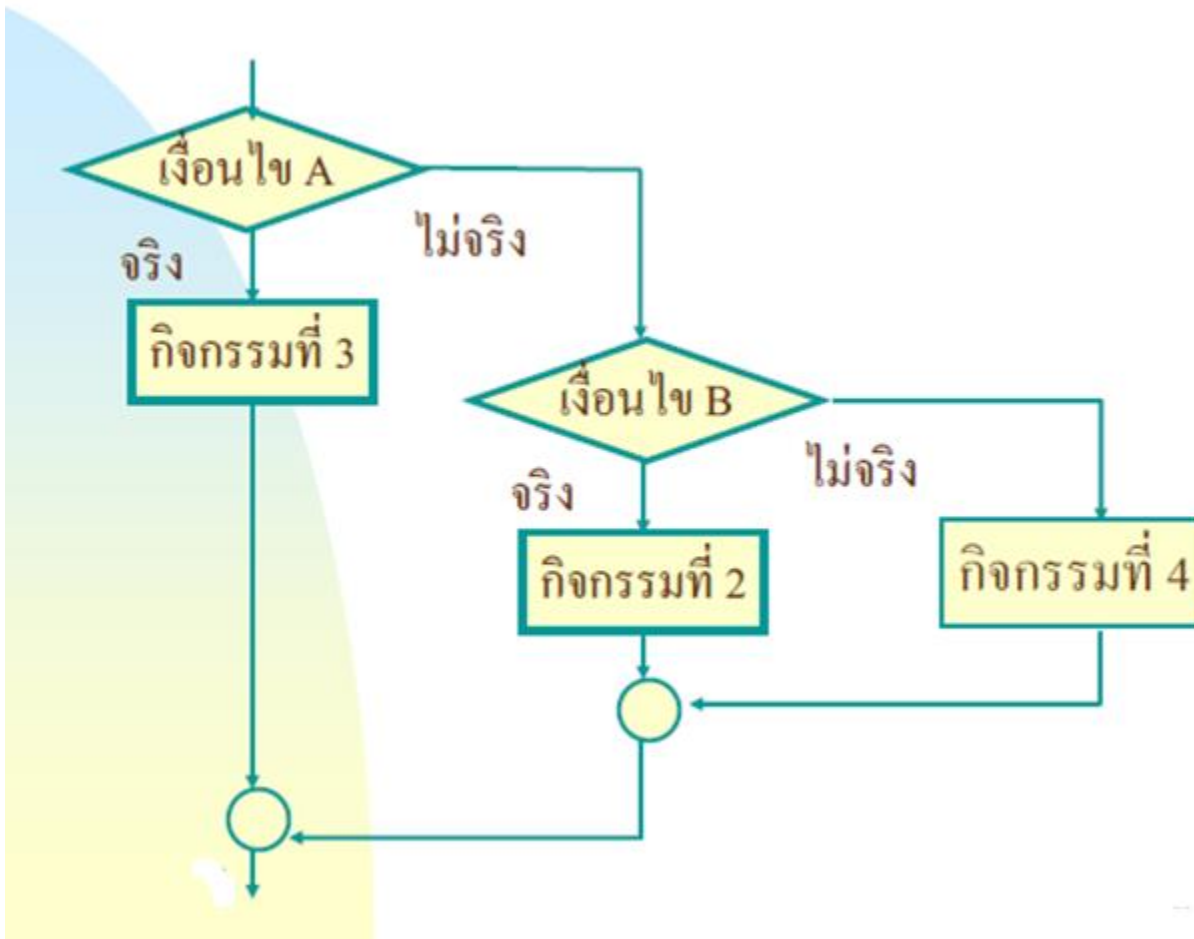 เงื่อนไข A
จริง
ไม่จริง
กิจกรรมที่ 3
เงื่อนไข B
จริง
ไม่จริง
กิจกรรมที่ 2
กิจกรรมที่ 4